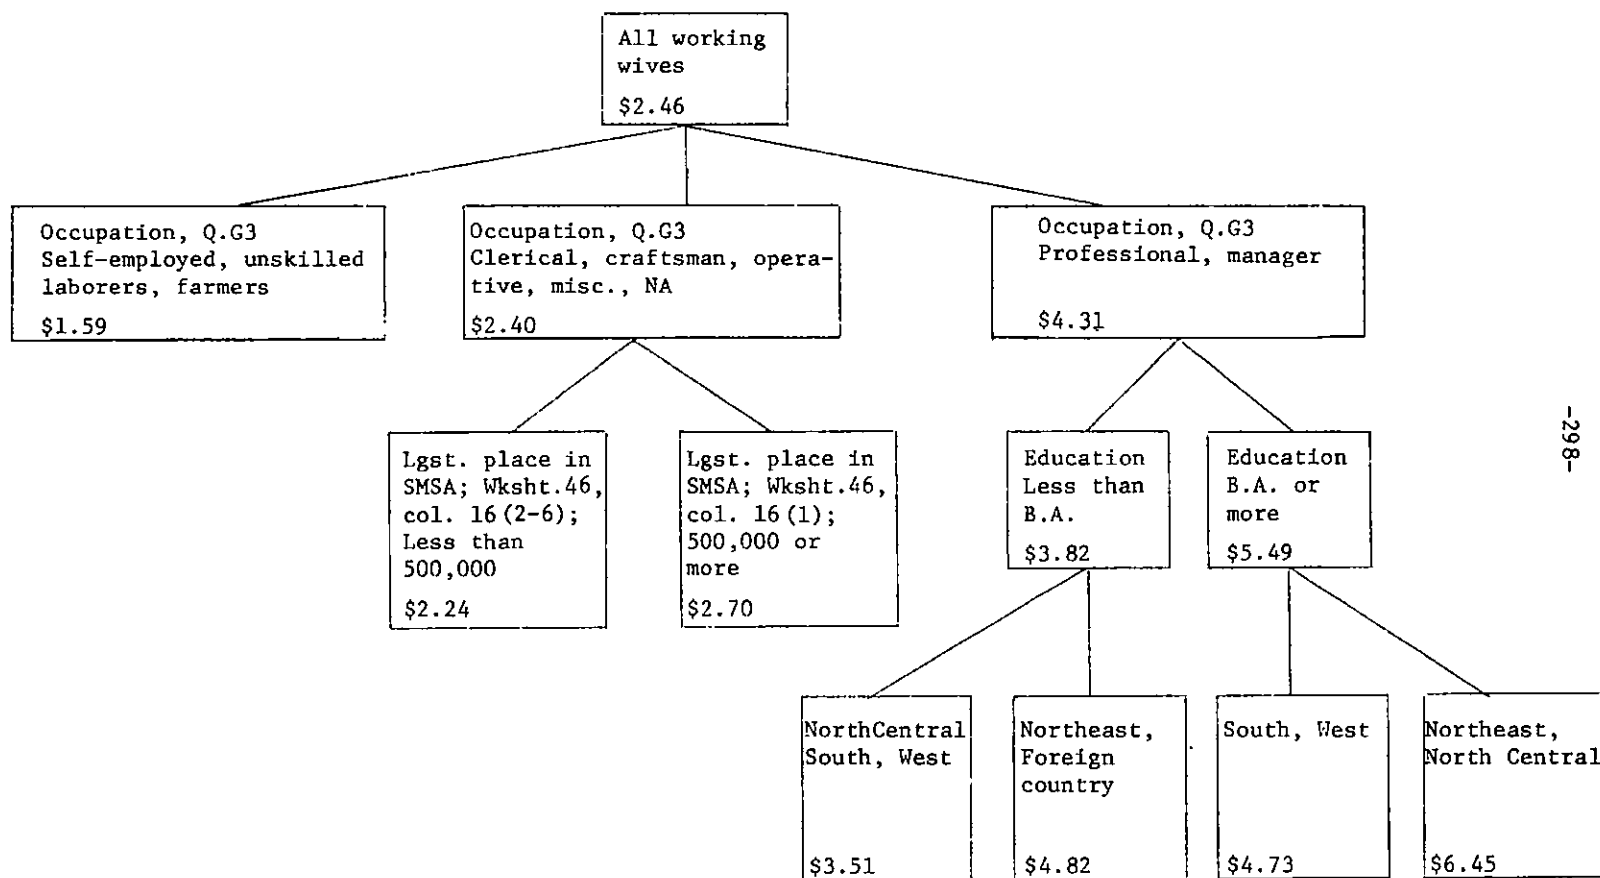 All working
wives
$2.46
Occupation, Q.G3
Self-employed, unskilled
laborers, farmers
$1.59
Occupation, Q.G3
Clerical, craftsman, opera-
tive, misc., NA
$2.40
Occupation, Q.G3
Professional, manager
$4.31
Lgst. place in
SMSA; Wksht.46,
col. 16(2-6);
Less than
500,000
$2.24
Lgst. place in
SMSA; Wksht.46,
col. 16(1);
500,000 or
more
$2.70
Education
Less than
B.A.
$3.82
Education
B.A. or
more
$5.49
NorthCentral
South, West
$3.51
Northeast,
Foreign
country
$4.82
South, West
$4.73
Northeast,
North Central
$6.45
-298-